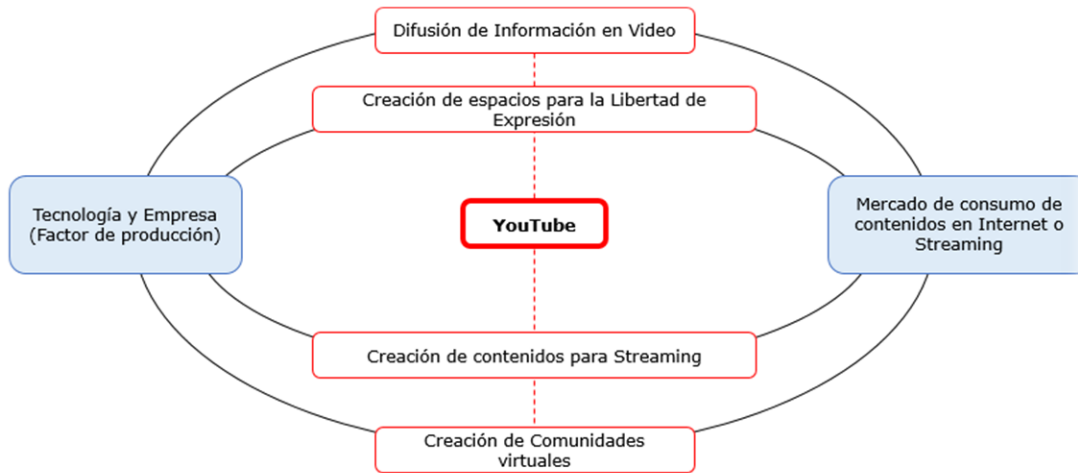 Difusión de Información en Video
Creación de espacios para la Libertad de
Expresión
Tecnología y Empresa
(Factor de producción)
YouTube
Mercado de consumo de
contenidos en Internet o
Streaming
Creación de contenidos para Streaming
Creación de Comunidades
virtuales